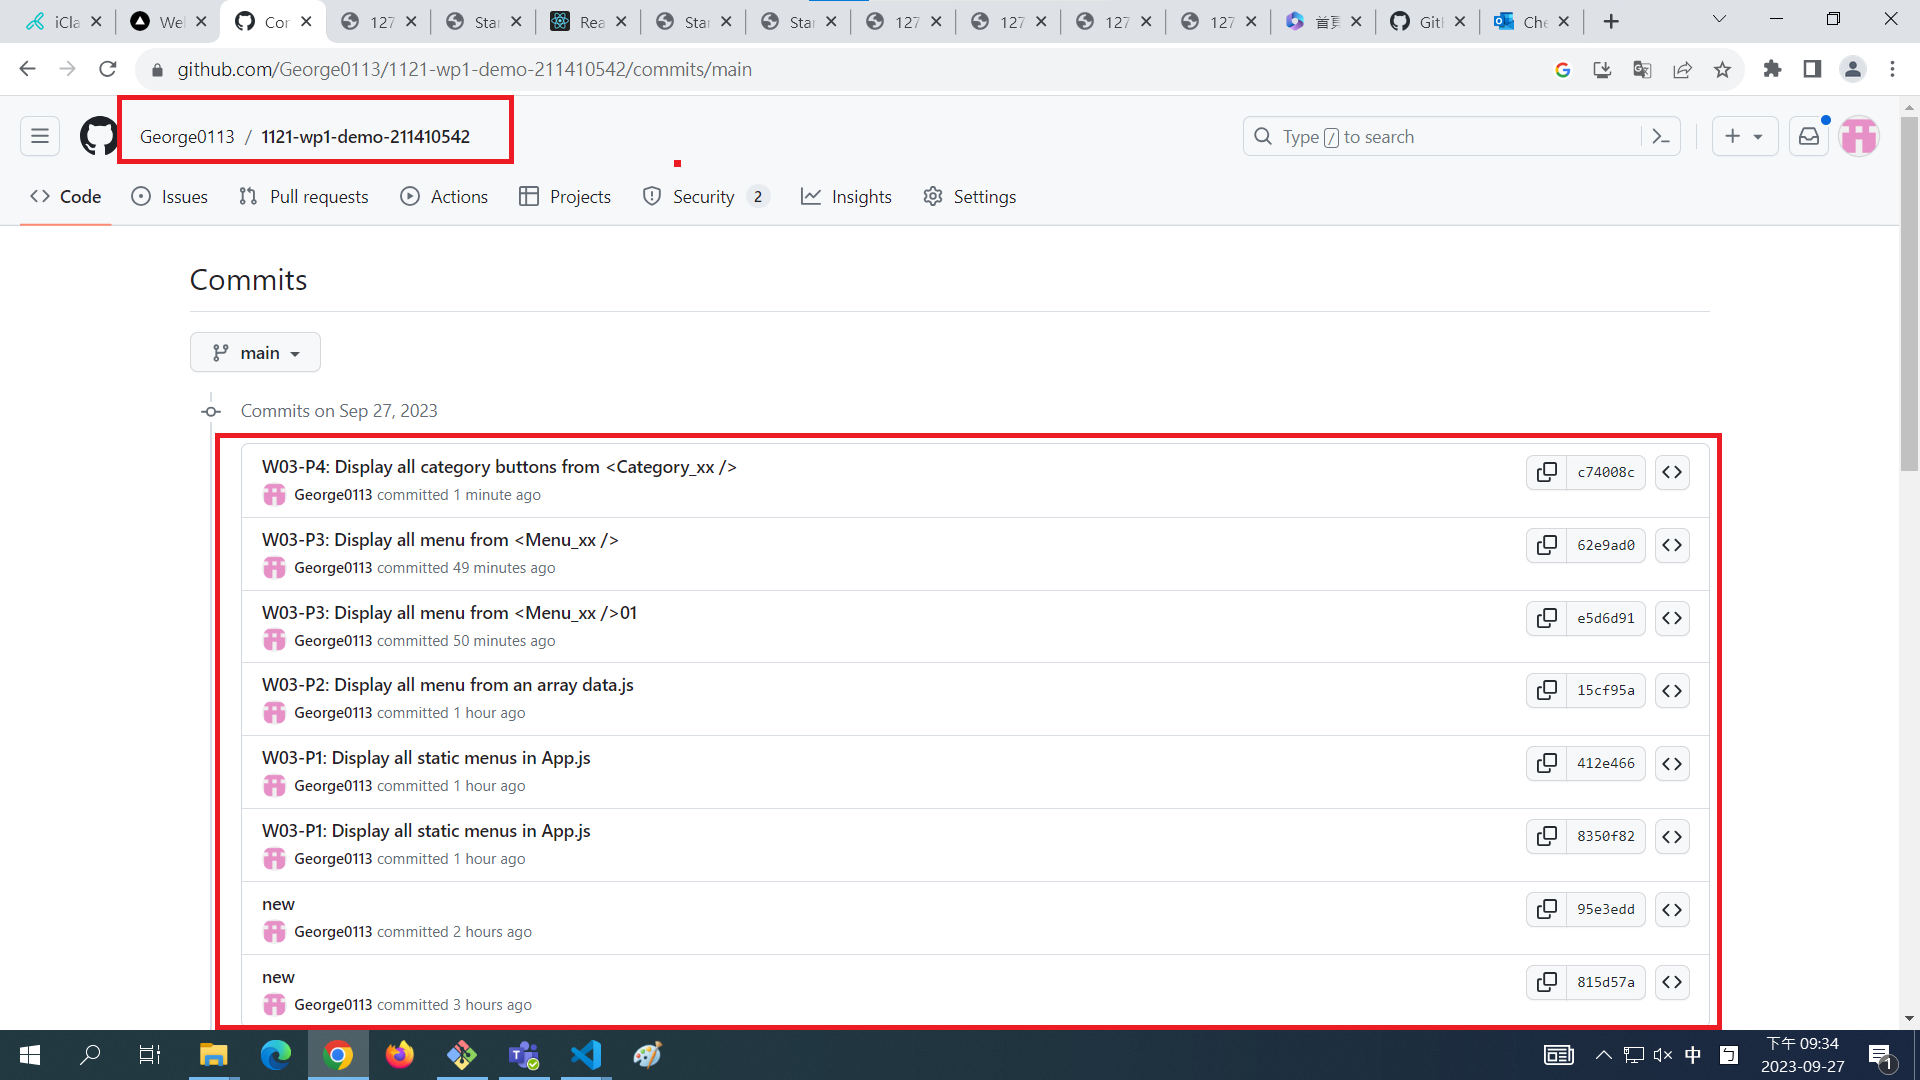 iCla
Wel
Cor
127
Star
Rea
Star
Star
127
127
127
127
首頁
Gith
Che
github.com/George0113/1121-wp1-demo-211410542/commits/main
George0113 / 1121-wp1-demo-211410542
Type / to search
Code
Issues
Pull requests
Actions
Projects
Security 2
Insights
Settings
Commits
main
Commits on Sep 27, 2023
W03-P4: Display all category buttons from <Category_xx />
George0113 committed 1 minute ago
c74008c
W03-P3: Display all menu from <Menu_xx />
George0113 committed 49 minutes ago
62e9ad0
W03-P3: Display all menu from <Menu_xx />01
George0113 committed 50 minutes ago
e5d6d91
W03-P2: Display all menu from an array data.js
George0113 committed 1 hour ago
15cf95a
W03-P1: Display all static menus in App.js
George0113 committed 1 hour ago
412e466
W03-P1: Display all static menus in App.js
George0113 committed 1 hour ago
8350f82
new
George0113 committed 2 hours ago
95e3edd
new
George0113 committed 3 hours ago
815d57a
中
ㄅ
下午 09:34
2023-09-27
1